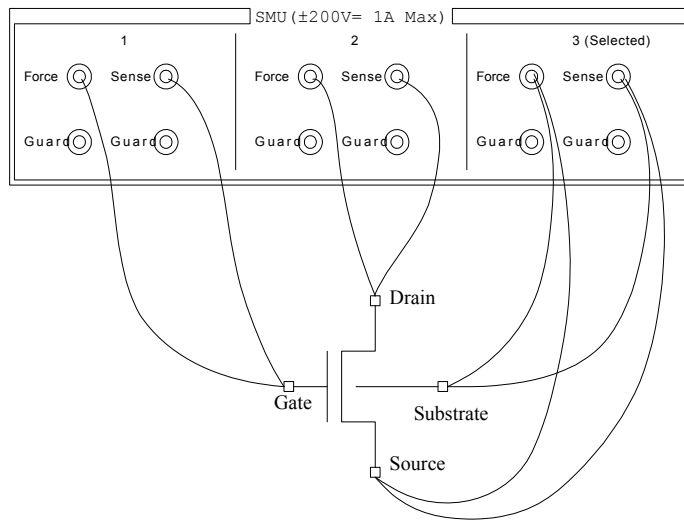 SMU(±200V= 1A Max)
1
2
3 (Selected)
Force
Sense
Force
Sense
Force
Sense
Guard
Guard
Guard
Guard
Guard
Guard
Drain
Gate
Substrate
Source